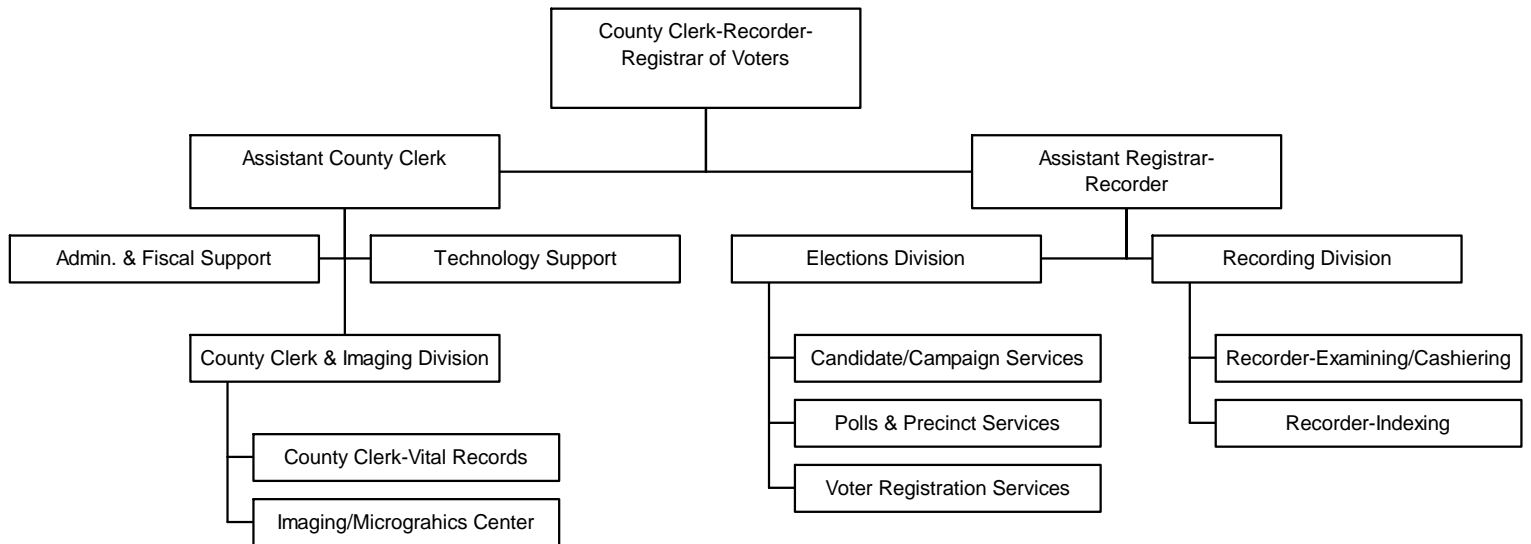 County Clerk-Recorder-
Registrar of Voters
Assistant County Clerk
Assistant Registrar-
Recorder
Admin. & Fiscal Support
Technology Support
Elections Division
Recording Division
County Clerk & Imaging Division
Candidate/Campaign Services
Recorder-Examining/Cashiering
Polls & Precinct Services
Recorder-Indexing
County Clerk-Vital Records
Voter Registration Services
Imaging/Micrograhics Center